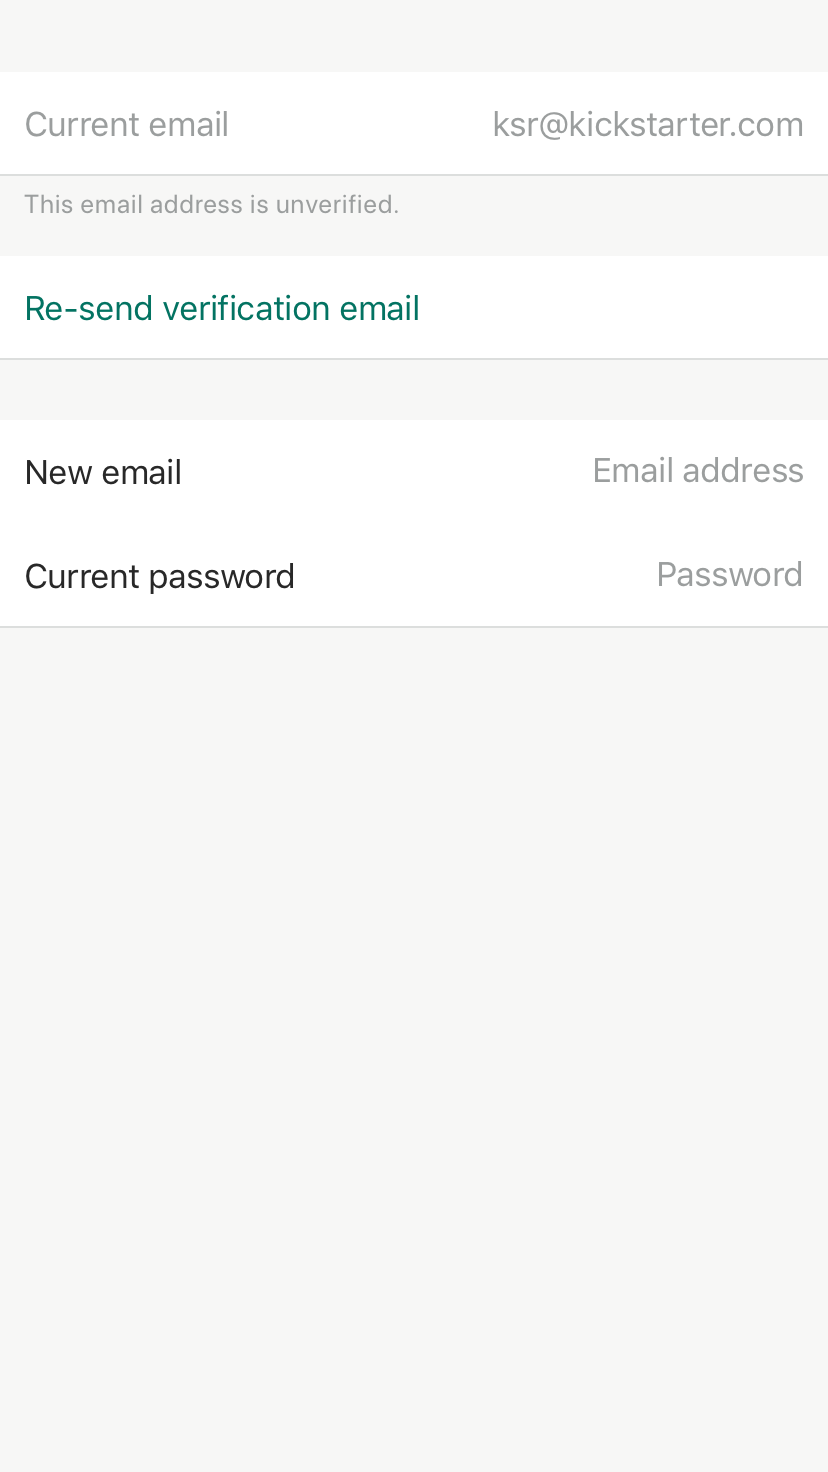 Current email ksr@kickstarter.com
This email address is unverified.
Re-send verification email
New email Email address
Current password Password